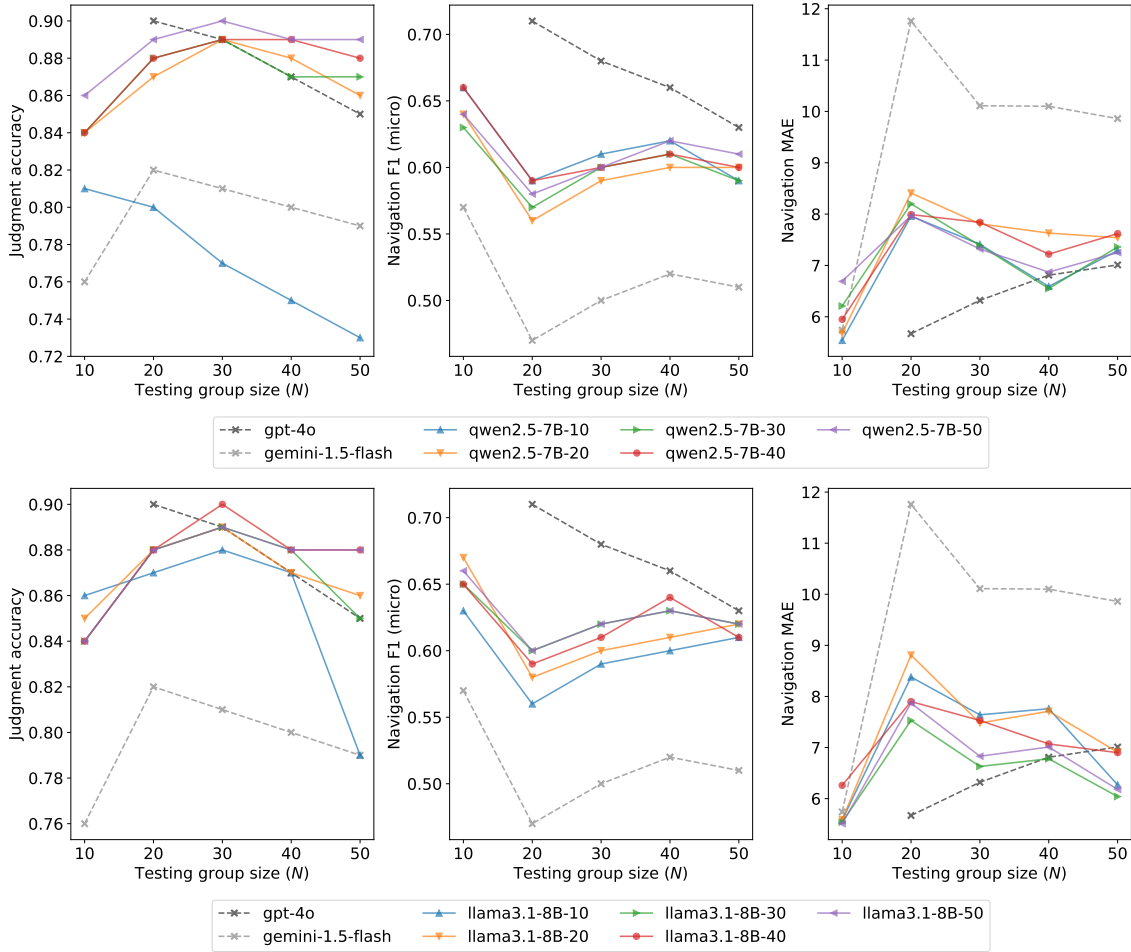 0.90
0.88
0.86
0.84
0.82
0.80
0.78
0.76
0.74
0.72
Judgment accuracy
10 20 30 40 50
Testing group size (N)
0.70
0.65
0.60
0.55
0.50
Navigation F1 (micro)
10 20 30 40 50
Testing group size (N)
12
11
10
9
8
7
6
Navigation MAE
10 20 30 40 50
Testing group size (N)
gpt-4o qwen2.5-7B-10 qwen2.5-7B-30 qwen2.5-7B-50
gemini-1.5-flash qwen2.5-7B-20 qwen2.5-7B-40
0.90
0.88
0.86
0.84
0.82
0.80
0.78
0.76
Judgment accuracy
10 20 30 40 50
Testing group size (N)
0.70
0.65
0.60
0.55
0.50
Navigation F1 (micro)
10 20 30 40 50
Testing group size (N)
12
11
10
9
8
7
6
Navigation MAE
10 20 30 40 50
Testing group size (N)
gpt-4o llama3.1-8B-10 llama3.1-8B-30 llama3.1-8B-50
gemini-1.5-flash llama3.1-8B-20 llama3.1-8B-40